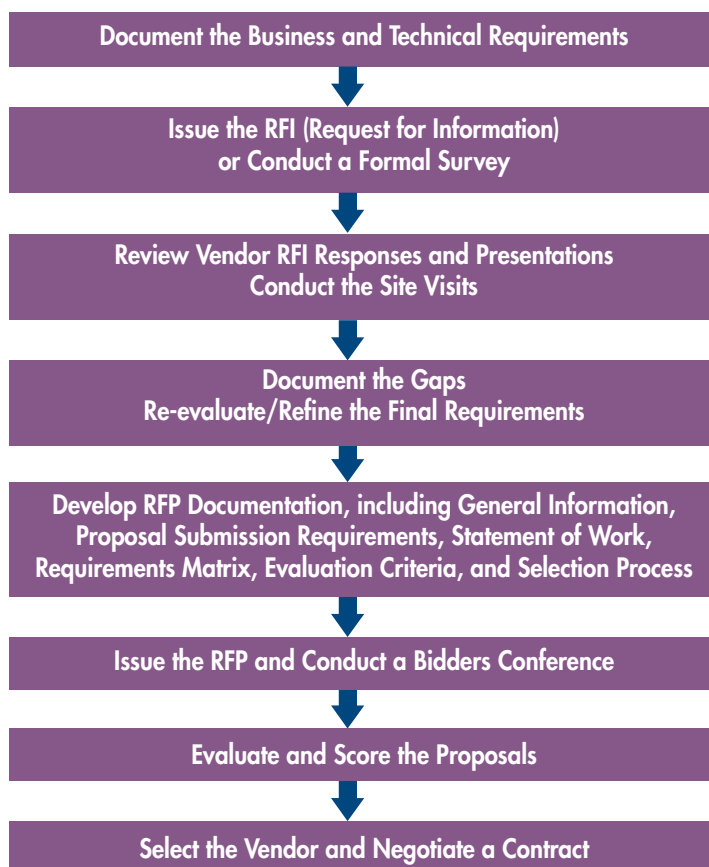 Document the Business and Technical Requirements
Issue the RFI (Request for Information)
or Conduct a Formal Survey
Review Vendor RFI Responses and Presentations
Conduct the Site Visits
Document the Gaps
Re-evaluate/Refine the Final Requirements
Develop RFP Documentation, including General Information,
Proposal Submission Requirements, Statement of Work,
Requirements Matrix, Evaluation Criteria, and Selection Process
Issue the RFP and Conduct a Bidders Conference
Evaluate and Score the Proposals
Select the Vendor and Negotiate a Contract